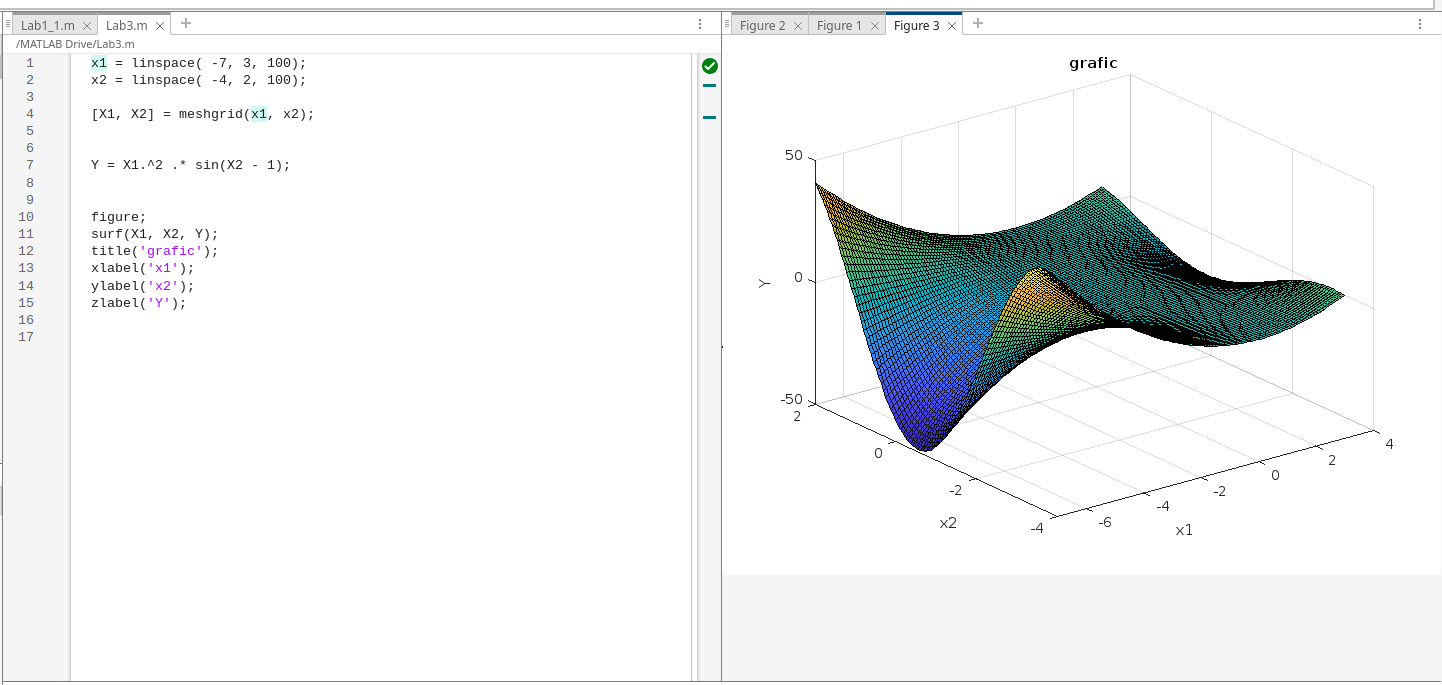 Lab1_1.m × Lab3.m × +
/MATLAB Drive/Lab3.m
1 x1 = linspace( -7, 3, 100);
2 x2 = linspace( -4, 2, 100);
3
4 [X1, X2] = meshgrid(x1, x2);
5
6
7 Y = X1.^2 .* sin(X2 - 1);
8
9
10 figure;
11 surf(X1, X2, Y);
12 title('grafic');
13 xlabel('x1');
14 ylabel('x2');
15 zlabel('Y');
16
17
Figure 2 × Figure 1 × Figure 3 × +
grafic
50
0
-50
Y
2
0
-2
-4
x2
-6
-4
-2
0
2
4
x1